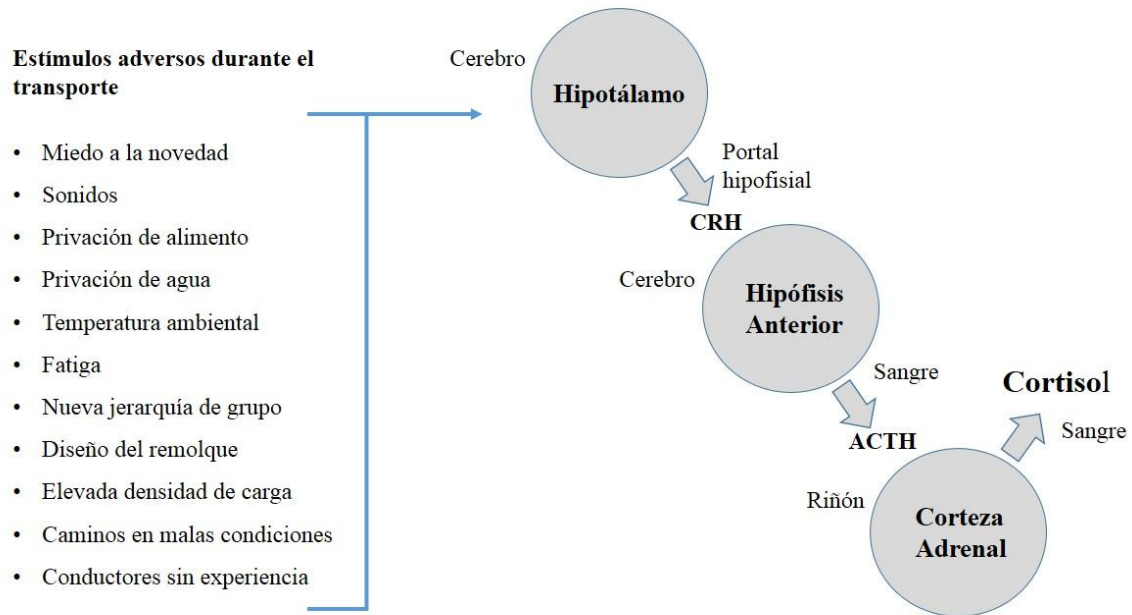 Estímulos adversos durante el
transporte
• Miedo a la novedad
• Sonidos
• Privación de alimento
• Privación de agua
• Temperatura ambiental
• Fatiga
• Nueva jerarquía de grupo
• Diseño del remolque
• Elevada densidad de carga
• Caminos en malas condiciones
• Conductores sin experiencia
Cerebro
Hipotálamo
Portal
hipofisial
CRH
Cerebro
Hipófisis
Anterior
Sangre
ACTH
Riñón
Corteza
Adrenal
Cortisol
Sangre